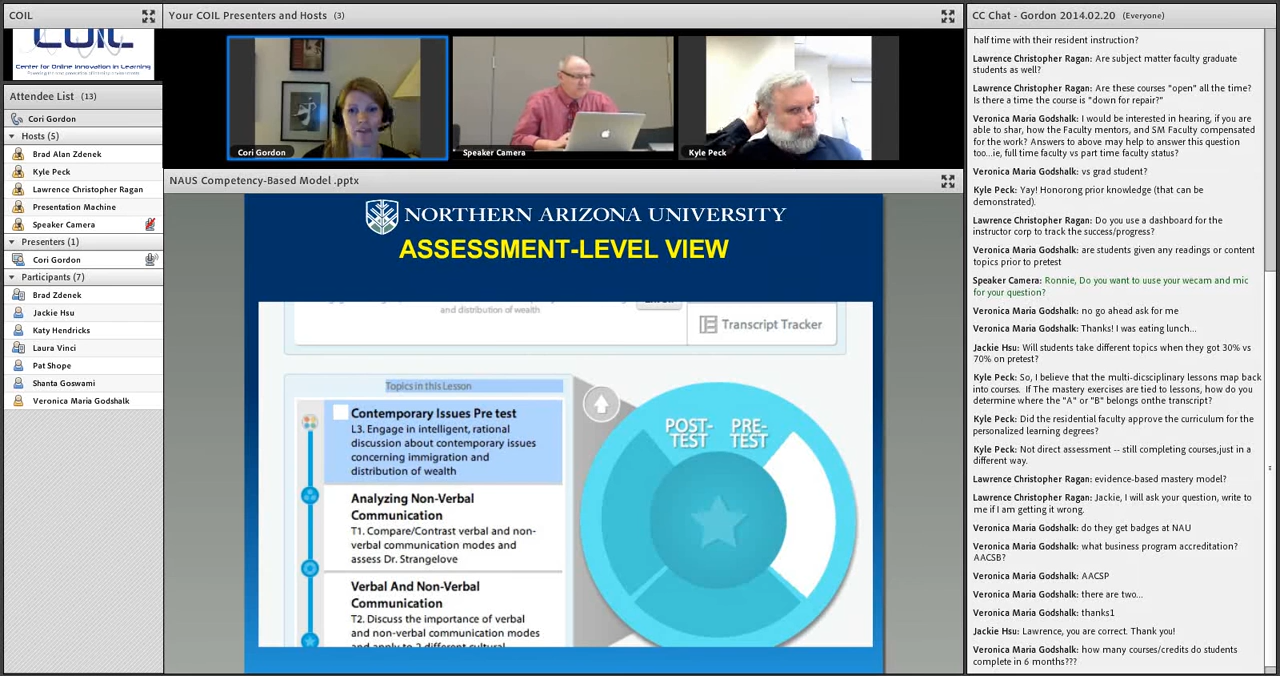 COIL
COIL
Center for Online Innovation in Learning
Attendee List (13)
Cori Gordon
Hosts (5)
Brad Alan Zdenek
Kyle Peck
Lawrence Christopher Ragan
Presentation Machine
Speaker Camera
Presenters (1)
Cori Gordon
Participants (7)
Brad Zdenek
Jackie Hsu
Katy Hendricks
Laura Vinci
Pat Shope
Shanta Goswami
Veronica Maria Godshalk
Your COIL Presenters and Hosts (3)
Cori Gordon
Speaker Camera
Kyle Peck
NAUS Competency-Based Model .pptx
NORTHERN ARIZONA UNIVERSITY
ASSESSMENT-LEVEL VIEW
and distribution of wealth
Transcript Tracker
Topics in this Lesson
Contemporary Issues Pre test
L3. Engage in intelligent, rational
discussion about contemporary issues
concerning immigration and
distribution of wealth
Analyzing Non-Verbal
Communication
T1. Compare/Contrast verbal and non-
verbal communication modes and
assess Dr. Strangelove
Verbal And Non-Verbal
Communication
T2. Discuss the importance of verbal
and non-verbal communication modes
and apply to 2 different cultural
POST-
TEST
PRE-
TEST
CC Chat - Gordon 2014.02.20 (Everyone)
half time with their resident instruction?
Lawrence Christopher Ragan: Are subject matter faculty graduate
students as well?
Lawrence Christopher Ragan: Are these courses "open" all the time?
Is there a time the course is "down for repair?"
Veronica Maria Godshalk: I would be interested in hearing, if you are
able to shar, how the Faculty mentors, and SM Faculty compensated
for the work? Answers to above may help to answer this question
too...ie, full time faculty vs part time faculty status?
Veronica Maria Godshalk: vs grad student?
Kyle Peck: Yay! Honorong prior knowledge (that can be
demonstrated).
Lawrence Christopher Ragan: Do you use a dashboard for the
instructor corp to track the success/progress?
Veronica Maria Godshalk: are students given any readings or content
topics prior to pretest
Speaker Camera: Ronnie, Do you want to uuse your wecam and mic
for your question?
Veronica Maria Godshalk: no go ahead ask for me
Veronica Maria Godshalk: Thanks! I was eating lunch...
Jackie Hsu: Will students take different topics when they got 30% vs
70% on pretest?
Kyle Peck: So, I believe that the multi-dicsciplinary lessons map back
into courses. If The mastery exercises are tied to lessons, how do you
determine where the "A" or "B" belongs onthe transcript?
Kyle Peck: Did the residential faculty approve the curriculum for the
personalized learning degrees?
Kyle Peck: Not direct assessment -- still completing courses,just in a
different way.
Lawrence Christopher Ragan: evidence-based mastery model?
Lawrence Christopher Ragan: Jackie, I will ask your question, write to
me if I am getting it wrong.
Veronica Maria Godshalk: do they get badges at NAU
Veronica Maria Godshalk: what business program accreditation?
AACSB?
Veronica Maria Godshalk: AACSP
Veronica Maria Godshalk: there are two...
Veronica Maria Godshalk: thanks1
Jackie Hsu: Lawrence, you are correct. Thank you!
Veronica Maria Godshalk: how many courses/credits do students
complete in 6 months???